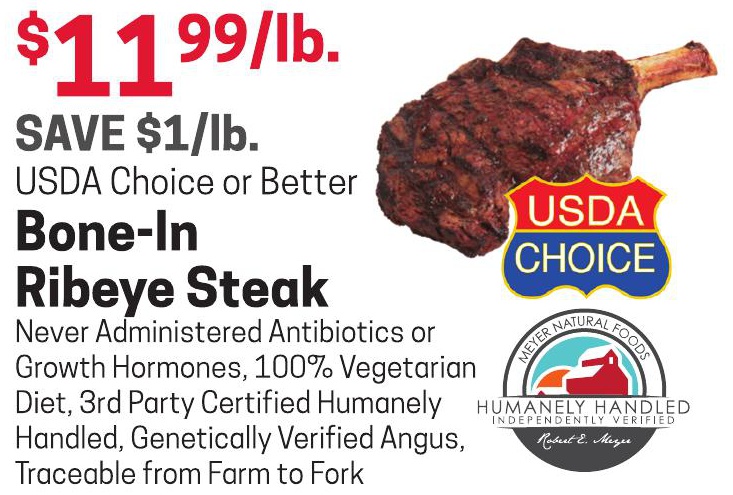 $11 99/lb.
SAVE $1/lb.
USDA Choice or Better
Bone-In
Ribeye Steak
Never Administered Antibiotics or
Growth Hormones, 100% Vegetarian
Diet, 3rd Party Certified Humanely
Handled, Genetically Verified Angus,
Traceable from Farm to Fork
USDA
CHOICE
MEYER NATURAL FOODS
HUMANELY HANDLED
INDEPENDENTLY VERIFIED
Robert E. Meyer